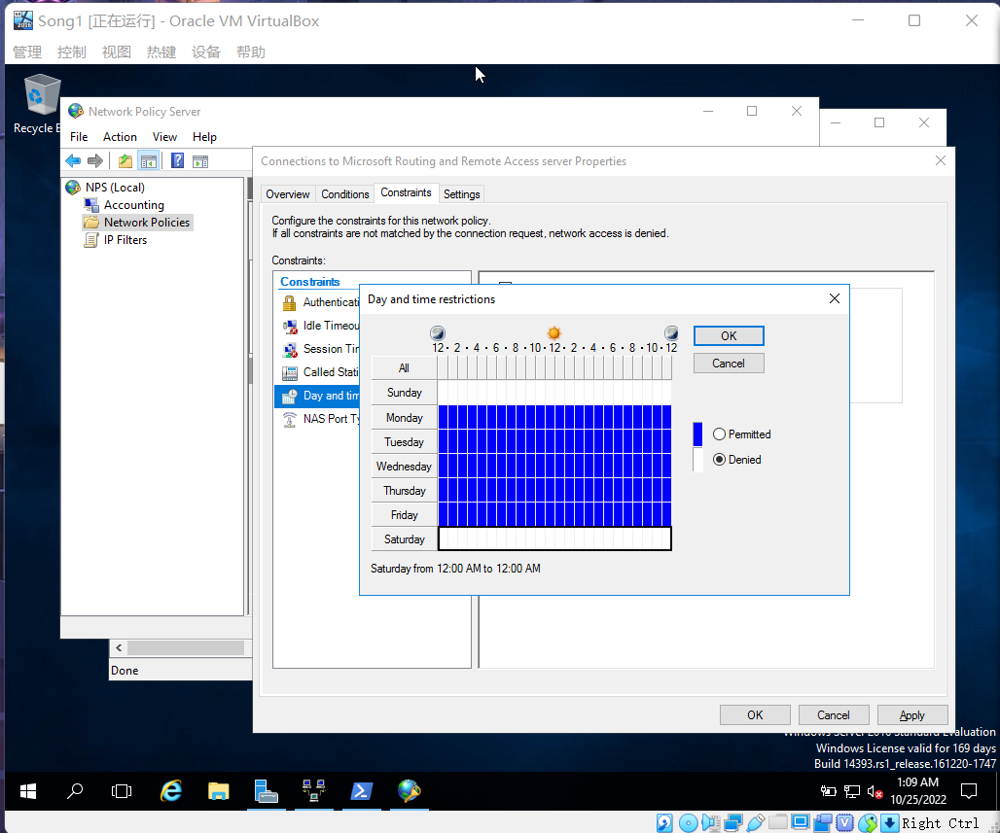 Song1 [正在运行] - Oracle VM VirtualBox
管理 控制 视图 热键 设备 帮助
Network Policy Server
Recycle
File Action View Help
Connections to Microsoft Routing and Remote Access server Properties
NPS (Local)
Accounting
Network Policies
IP Filters
Overview Conditions Constraints Settings
Configure the constraints for this network policy.
If all constraints are not matched by the connection request, network access is denied.
Constraints:
Constraints
Authenticati
Idle Timeou
Session Tim
Called Stati
Day and tim
NAS Port Ty
Day and time restrictions
12 · 2 · 4 · 6 · 8 · 10 · 12 · 2 · 4 · 6 · 8 · 10 · 12
All
Sunday
Monday
Tuesday
Wednesday
Thursday
Friday
Saturday
OK
Cancel
Permitted
Denied
Saturday from 12:00 AM to 12:00 AM
Done
OK Cancel Apply
Windows Server 2016 Standard Evaluation
Windows License valid for 169 days
Build 14393.rs1_release.161220-1747
1:09 AM
10/25/2022
Right Ctrl